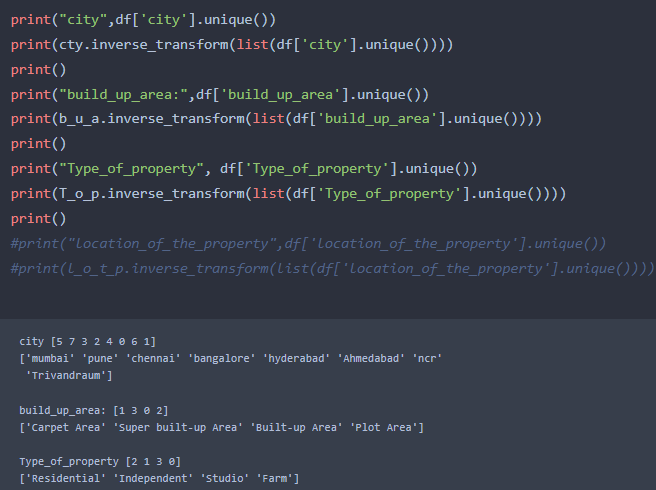 print("city",df['city'].unique())
print(cty.inverse_transform(list(df['city'].unique())))
print()
print("build_up_area:",df['build_up_area'].unique())
print(b_u_a.inverse_transform(list(df['build_up_area'].unique())))
print()
print("Type_of_property", df['Type_of_property'].unique())
print(T_o_p.inverse_transform(list(df['Type_of_property'].unique())))
print()
#print("location_of_the_property",df['location_of_the_property'].unique())
#print(l_o_t_p.inverse_transform(list(df['location_of_the_property'].unique())))
city [5 7 3 2 4 0 6 1]
['mumbai' 'pune' 'chennai' 'bangalore' 'hyderabad' 'Ahmedabad' 'ncr'
'Trivandraum']
build_up_area: [1 3 0 2]
['Carpet Area' 'Super built-up Area' 'Built-up Area' 'Plot Area']
Type_of_property [2 1 3 0]
['Residential' 'Independent' 'Studio' 'Farm']